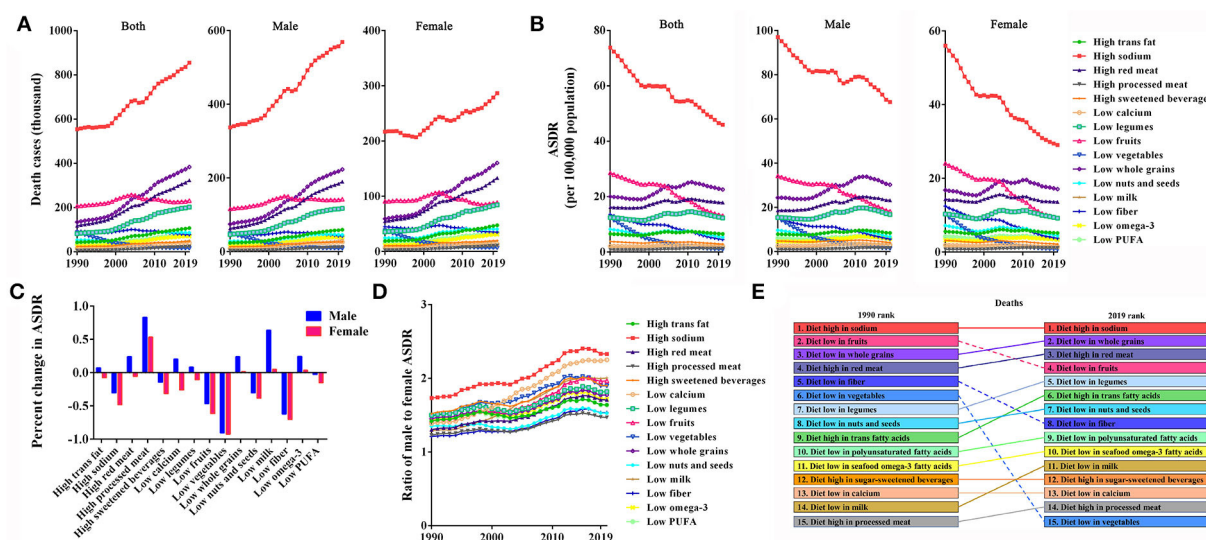 A
Both
Male
Female
Death cases (thousand)
1000
800
600
400
200
0
1990
2000
2010
2019
600
400
200
0
1990
2000
2010
2019
400
300
200
100
0
1990
2000
2010
2019
B
Both
Male
Female
ASDR
(per 100,000 population)
80
60
40
20
0
1990
2000
2010
2019
100
80
60
40
20
0
1990
2000
2010
2019
60
40
20
0
1990
2000
2010
2019
High trans fat
High sodium
High red meat
High processed meat
High sweetened beverage
Low calcium
Low legumes
Low fruits
Low vegetables
Low whole grains
Low nuts and seeds
Low milk
Low fiber
Low omega-3
Low PUFA
C
Percent change in ASDR
1.0
0.5
0.0
-0.5
-1.0
Male
Female
High trans fat
High sodium
High red meat
High processed meat
High sweetened beverages
Low calcium
Low legumes
Low fruits
Low vegetables
Low whole grains
Low nuts and seeds
Low milk
Low fiber
Low omega-3
Low PUFA
D
Ratio of male to female ASDR
3
2
1
0
1990
2000
2010
2019
High trans fat
High sodium
High red meat
High processed meat
High sweetened beverages
Low calcium
Low legumes
Low fruits
Low vegetables
Low whole grains
Low nuts and seeds
Low milk
Low fiber
Low omega-3
Low PUFA
E
Deaths
1990 rank
2019 rank
1. Diet high in sodium
2. Diet low in fruits
3. Diet low in whole grains
4. Diet high in red meat
5. Diet low in fiber
6. Diet low in vegetables
7. Diet low in legumes
8. Diet low in nuts and seeds
9. Diet high in trans fatty acids
10. Diet low in polyunsaturated fatty acids
11. Diet low in seafood omega-3 fatty acids
12. Diet high in sugar-sweetened beverages
13. Diet low in calcium
14. Diet low in milk
15. Diet high in processed meat
1. Diet high in sodium
2. Diet low in whole grains
3. Diet high in red meat
4. Diet low in fruits
5. Diet low in legumes
6. Diet high in trans fatty acids
7. Diet low in nuts and seeds
8. Diet low in fiber
9. Diet low in polyunsaturated fatty acids
10. Diet low in seafood omega-3 fatty acids
11. Diet low in milk
12. Diet high in sugar-sweetened beverages
13. Diet low in calcium
14. Diet high in processed meat
15. Diet low in vegetables